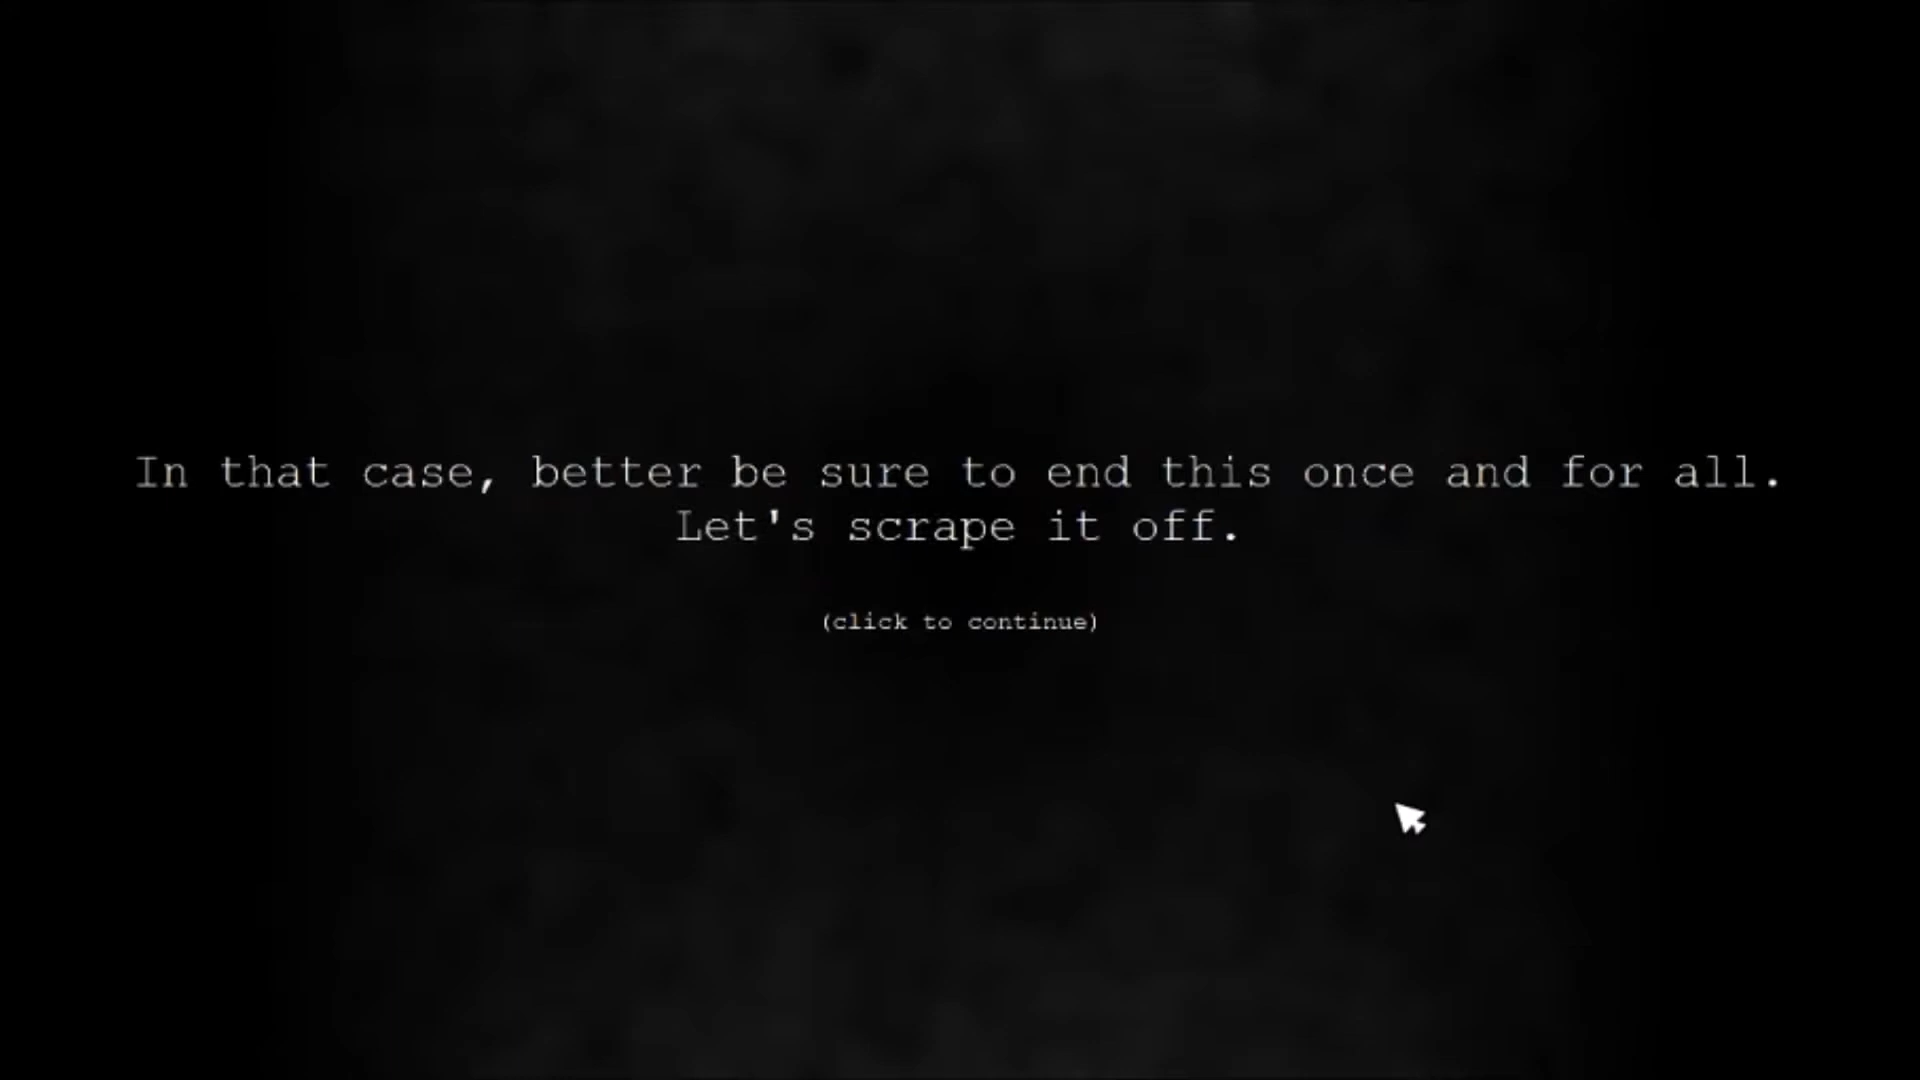 In that case, better be sure to end this once and for all.
Let's scrape it off.
(click to continue)